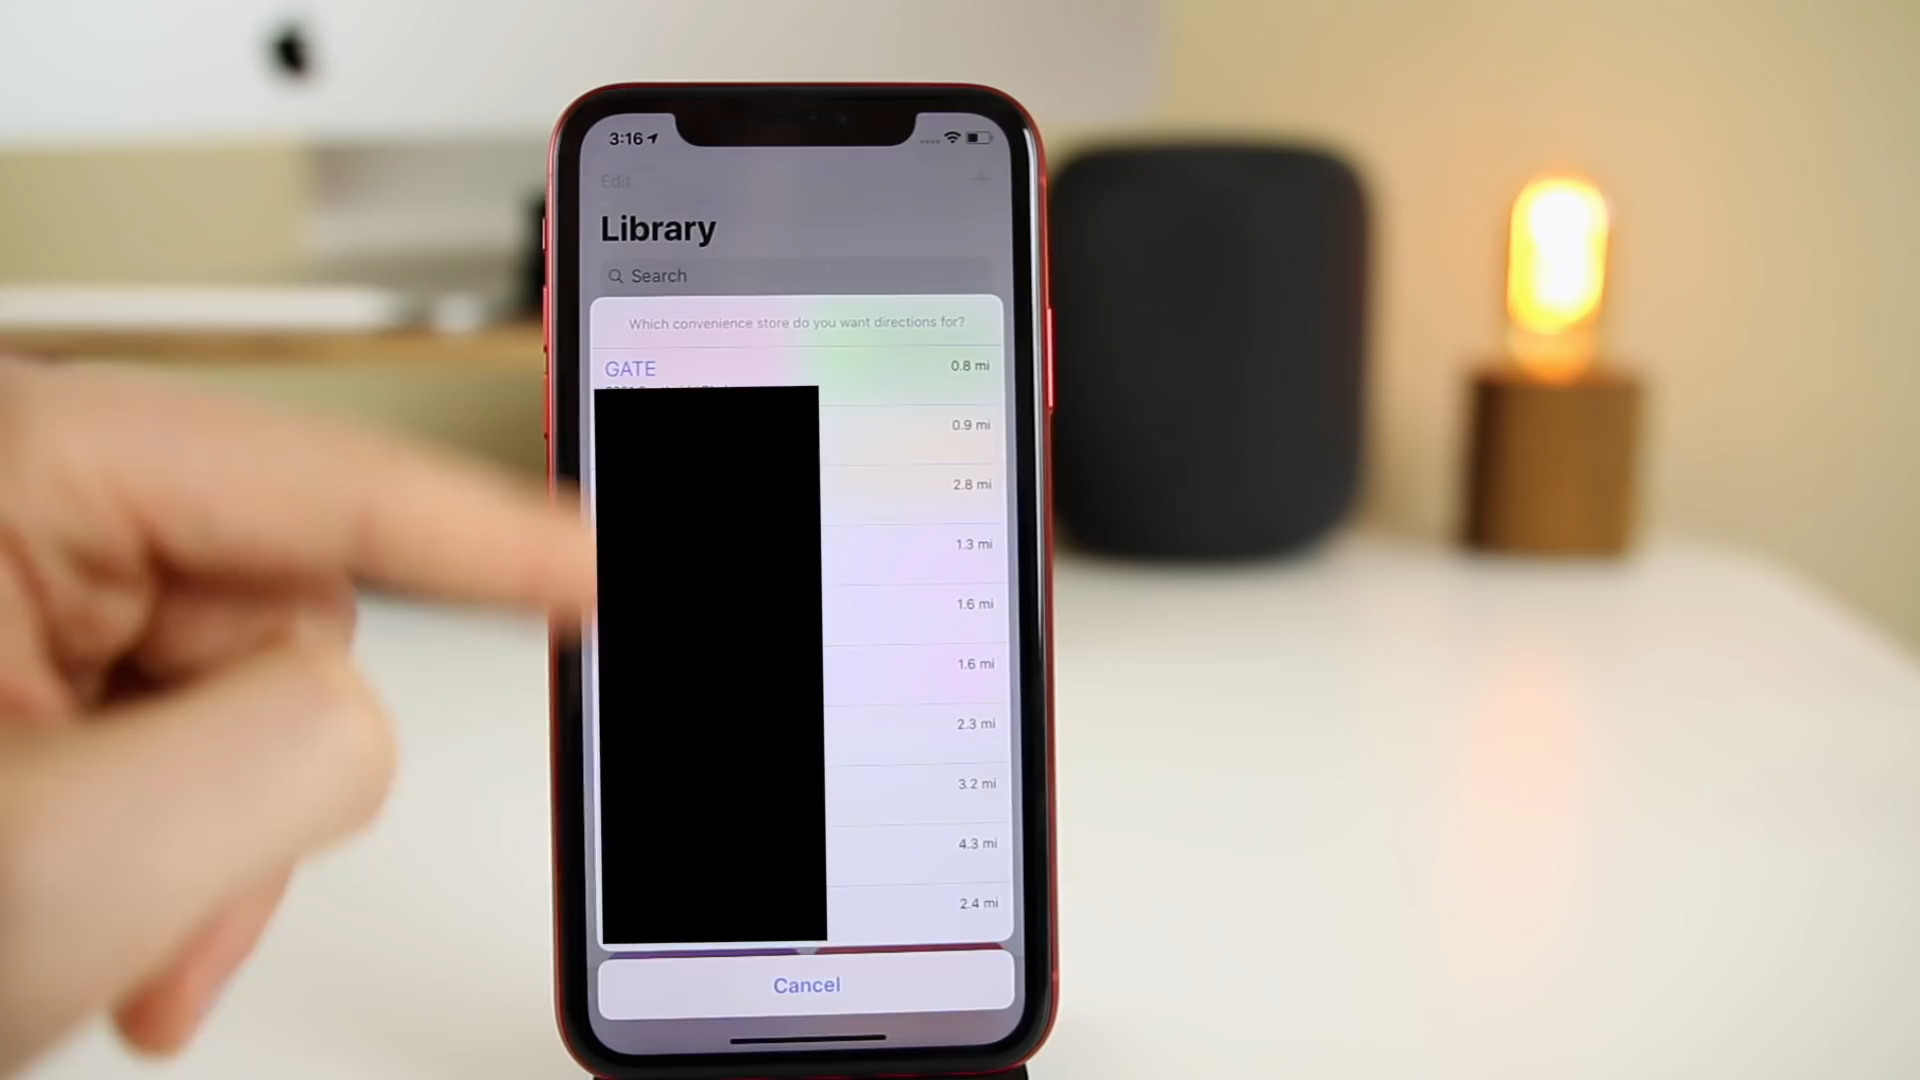 3:16
Edit
Library
Search
Which convenience store do you want directions for?
GATE
0.8 mi
0.9 mi
2.8 mi
1.3 mi
1.6 mi
1.6 mi
2.3 mi
3.2 mi
4.3 mi
2.4 mi
Cancel